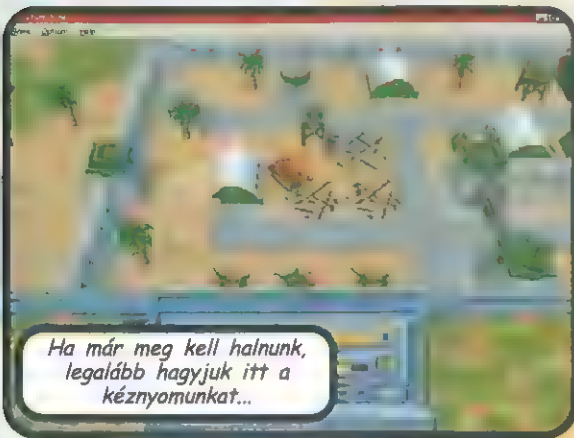 Ha már meg kell halnunk,
legalább hagyjuk itt a
kéznyomunkat...